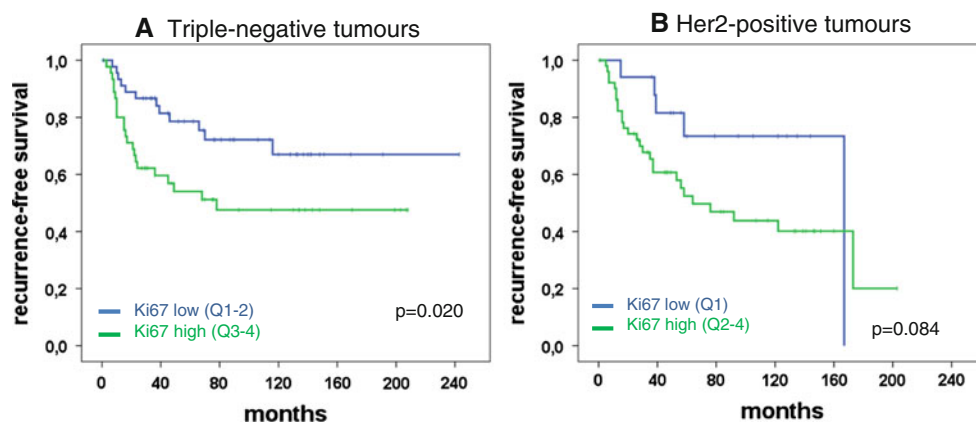 A Triple-negative tumours
recurrence-free survival
1,0
0,8
0,6
0,4
0,2
0,0
Ki67 low (Q1-2)
Ki67 high (Q3-4)
p=0.020
0 40 80 120 160 200 240
months
B Her2-positive tumours
recurrence-free survival
1,0
0,8
0,6
0,4
0,2
0,0
Ki67 low (Q1)
Ki67 high (Q2-4)
p=0.084
0 40 80 120 160 200 240
months